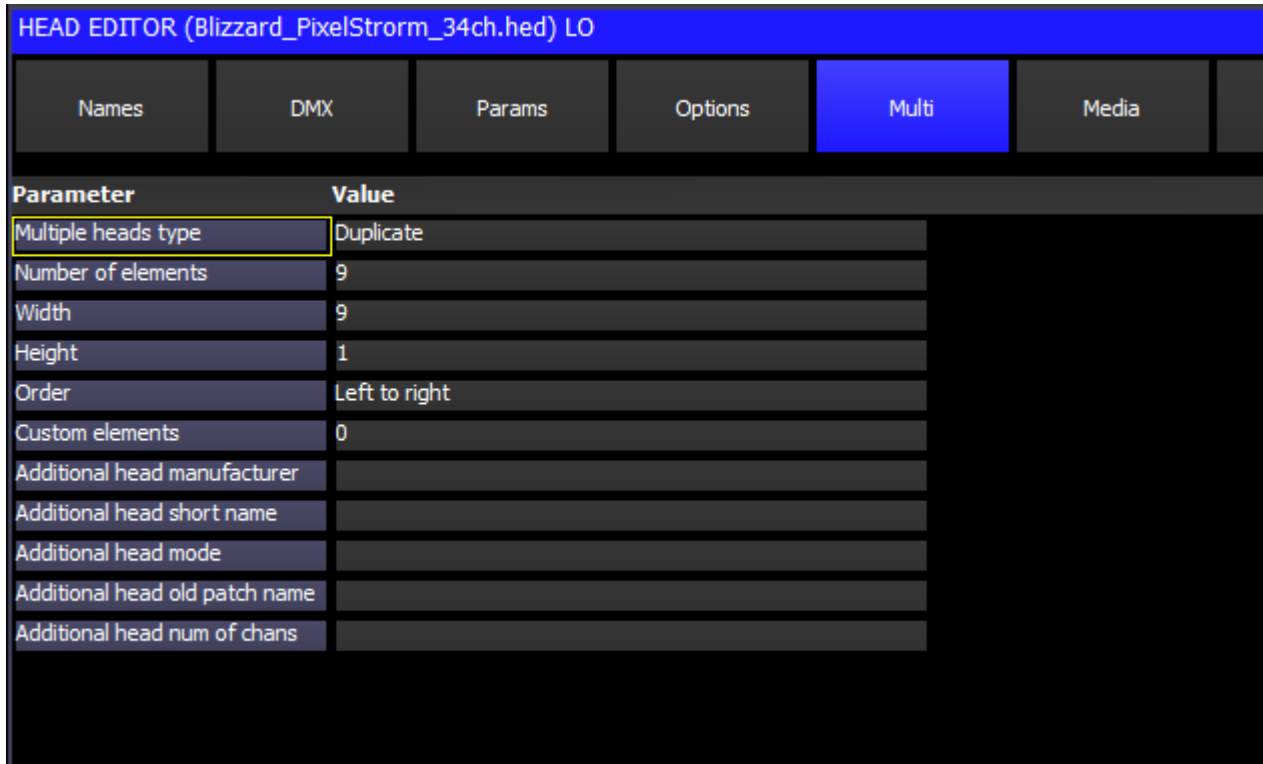 HEAD EDITOR (Blizzard_PixelStrorm_34ch.hed) LO
Names DMX Params Options Multi Media
Parameter Value
Multiple heads type Duplicate
Number of elements 9
Width 9
Height 1
Order Left to right
Custom elements 0
Additional head manufacturer
Additional head short name
Additional head mode
Additional head old patch name
Additional head num of chans